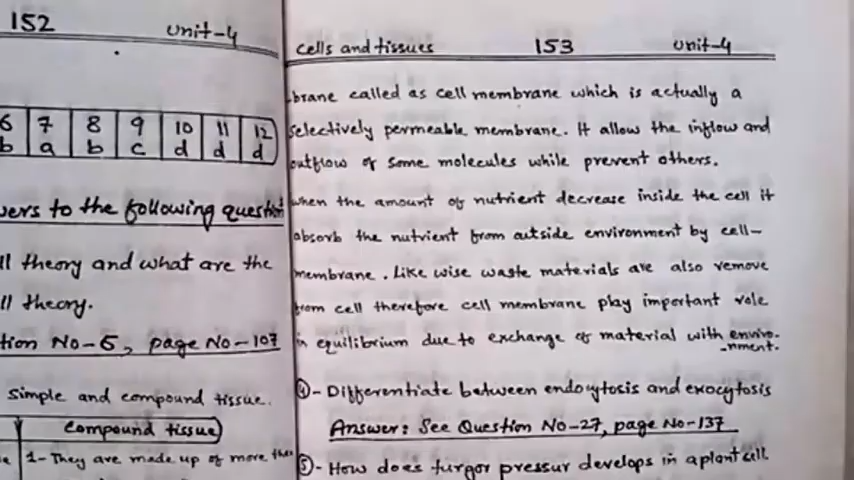 152 unit-4
6 7 8 9 10 11 12
b a b c d d d
wers to the following questi
ll theory and what are the
ll theory.
tion No-6, page No-107
simple and compound tissue.
Compound tissue
1- They are made up of more the
cells and tissues 153 unit-4
brane called as cell membrane which is actually a
selectively permeable membrane. It allow the inflow and
outflow of some molecules while prevent others.
when the amount of nutrient decrease inside the cell it
absorb the nutrient from outside environment by cell-
membrane. Like wise waste materials are also remove
from cell therefore cell membrane play important role
in equilibrium due to exchange of material with enviro-
-nment.
④- Differentiate between endocytosis and exocytosis
Answer: See Question No-27, page No-137
⑤- How does turgor pressur develops in a plant cell.